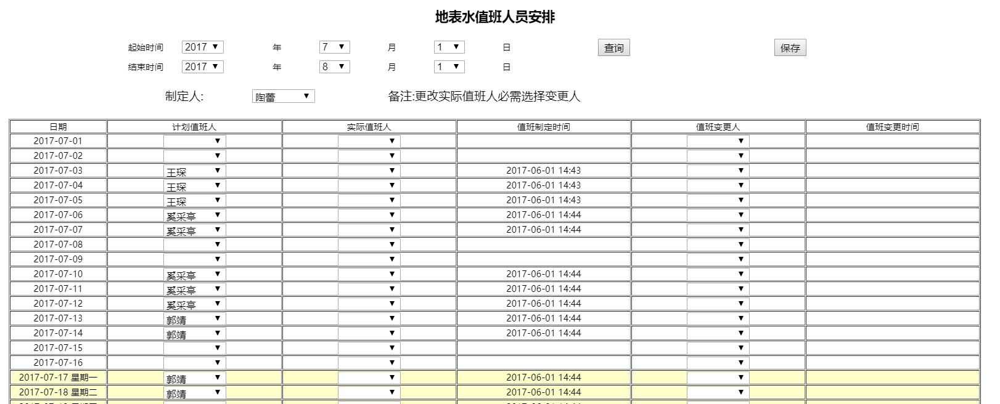 地表水值班人员安排
起始时间 2017 年 7 月 1 日 查询 保存
结束时间 2017 年 8 月 1 日
制定人: 陶蕾 备注:更改实际值班人必需选择变更人
日期 计划值班人 实际值班人 值班制定时间 值班变更人 值班变更时间
2017-07-01
2017-07-02
2017-07-03 王琛 2017-06-01 14:43
2017-07-04 王琛 2017-06-01 14:43
2017-07-05 王琛 2017-06-01 14:43
2017-07-06 奚采亭 2017-06-01 14:44
2017-07-07 奚采亭 2017-06-01 14:44
2017-07-08
2017-07-09
2017-07-10 奚采亭 2017-06-01 14:44
2017-07-11 奚采亭 2017-06-01 14:44
2017-07-12 奚采亭 2017-06-01 14:44
2017-07-13 郭靖 2017-06-01 14:44
2017-07-14 郭靖 2017-06-01 14:44
2017-07-15
2017-07-16
2017-07-17 星期一 郭靖 2017-06-01 14:44
2017-07-18 星期二 郭靖 2017-06-01 14:44